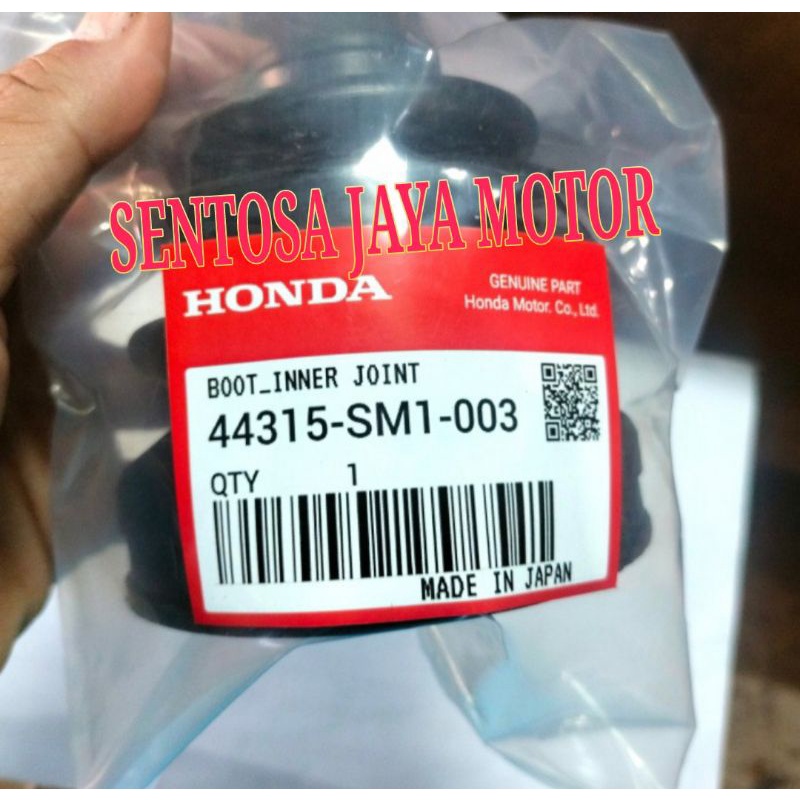 SENTOSA JAYA MOTOR
HONDA
GENUINE PART
Honda Motor. Co., Ltd.
BOOT_INNER JOINT
44315-SM1-003
QTY 1
MADE IN JAPAN